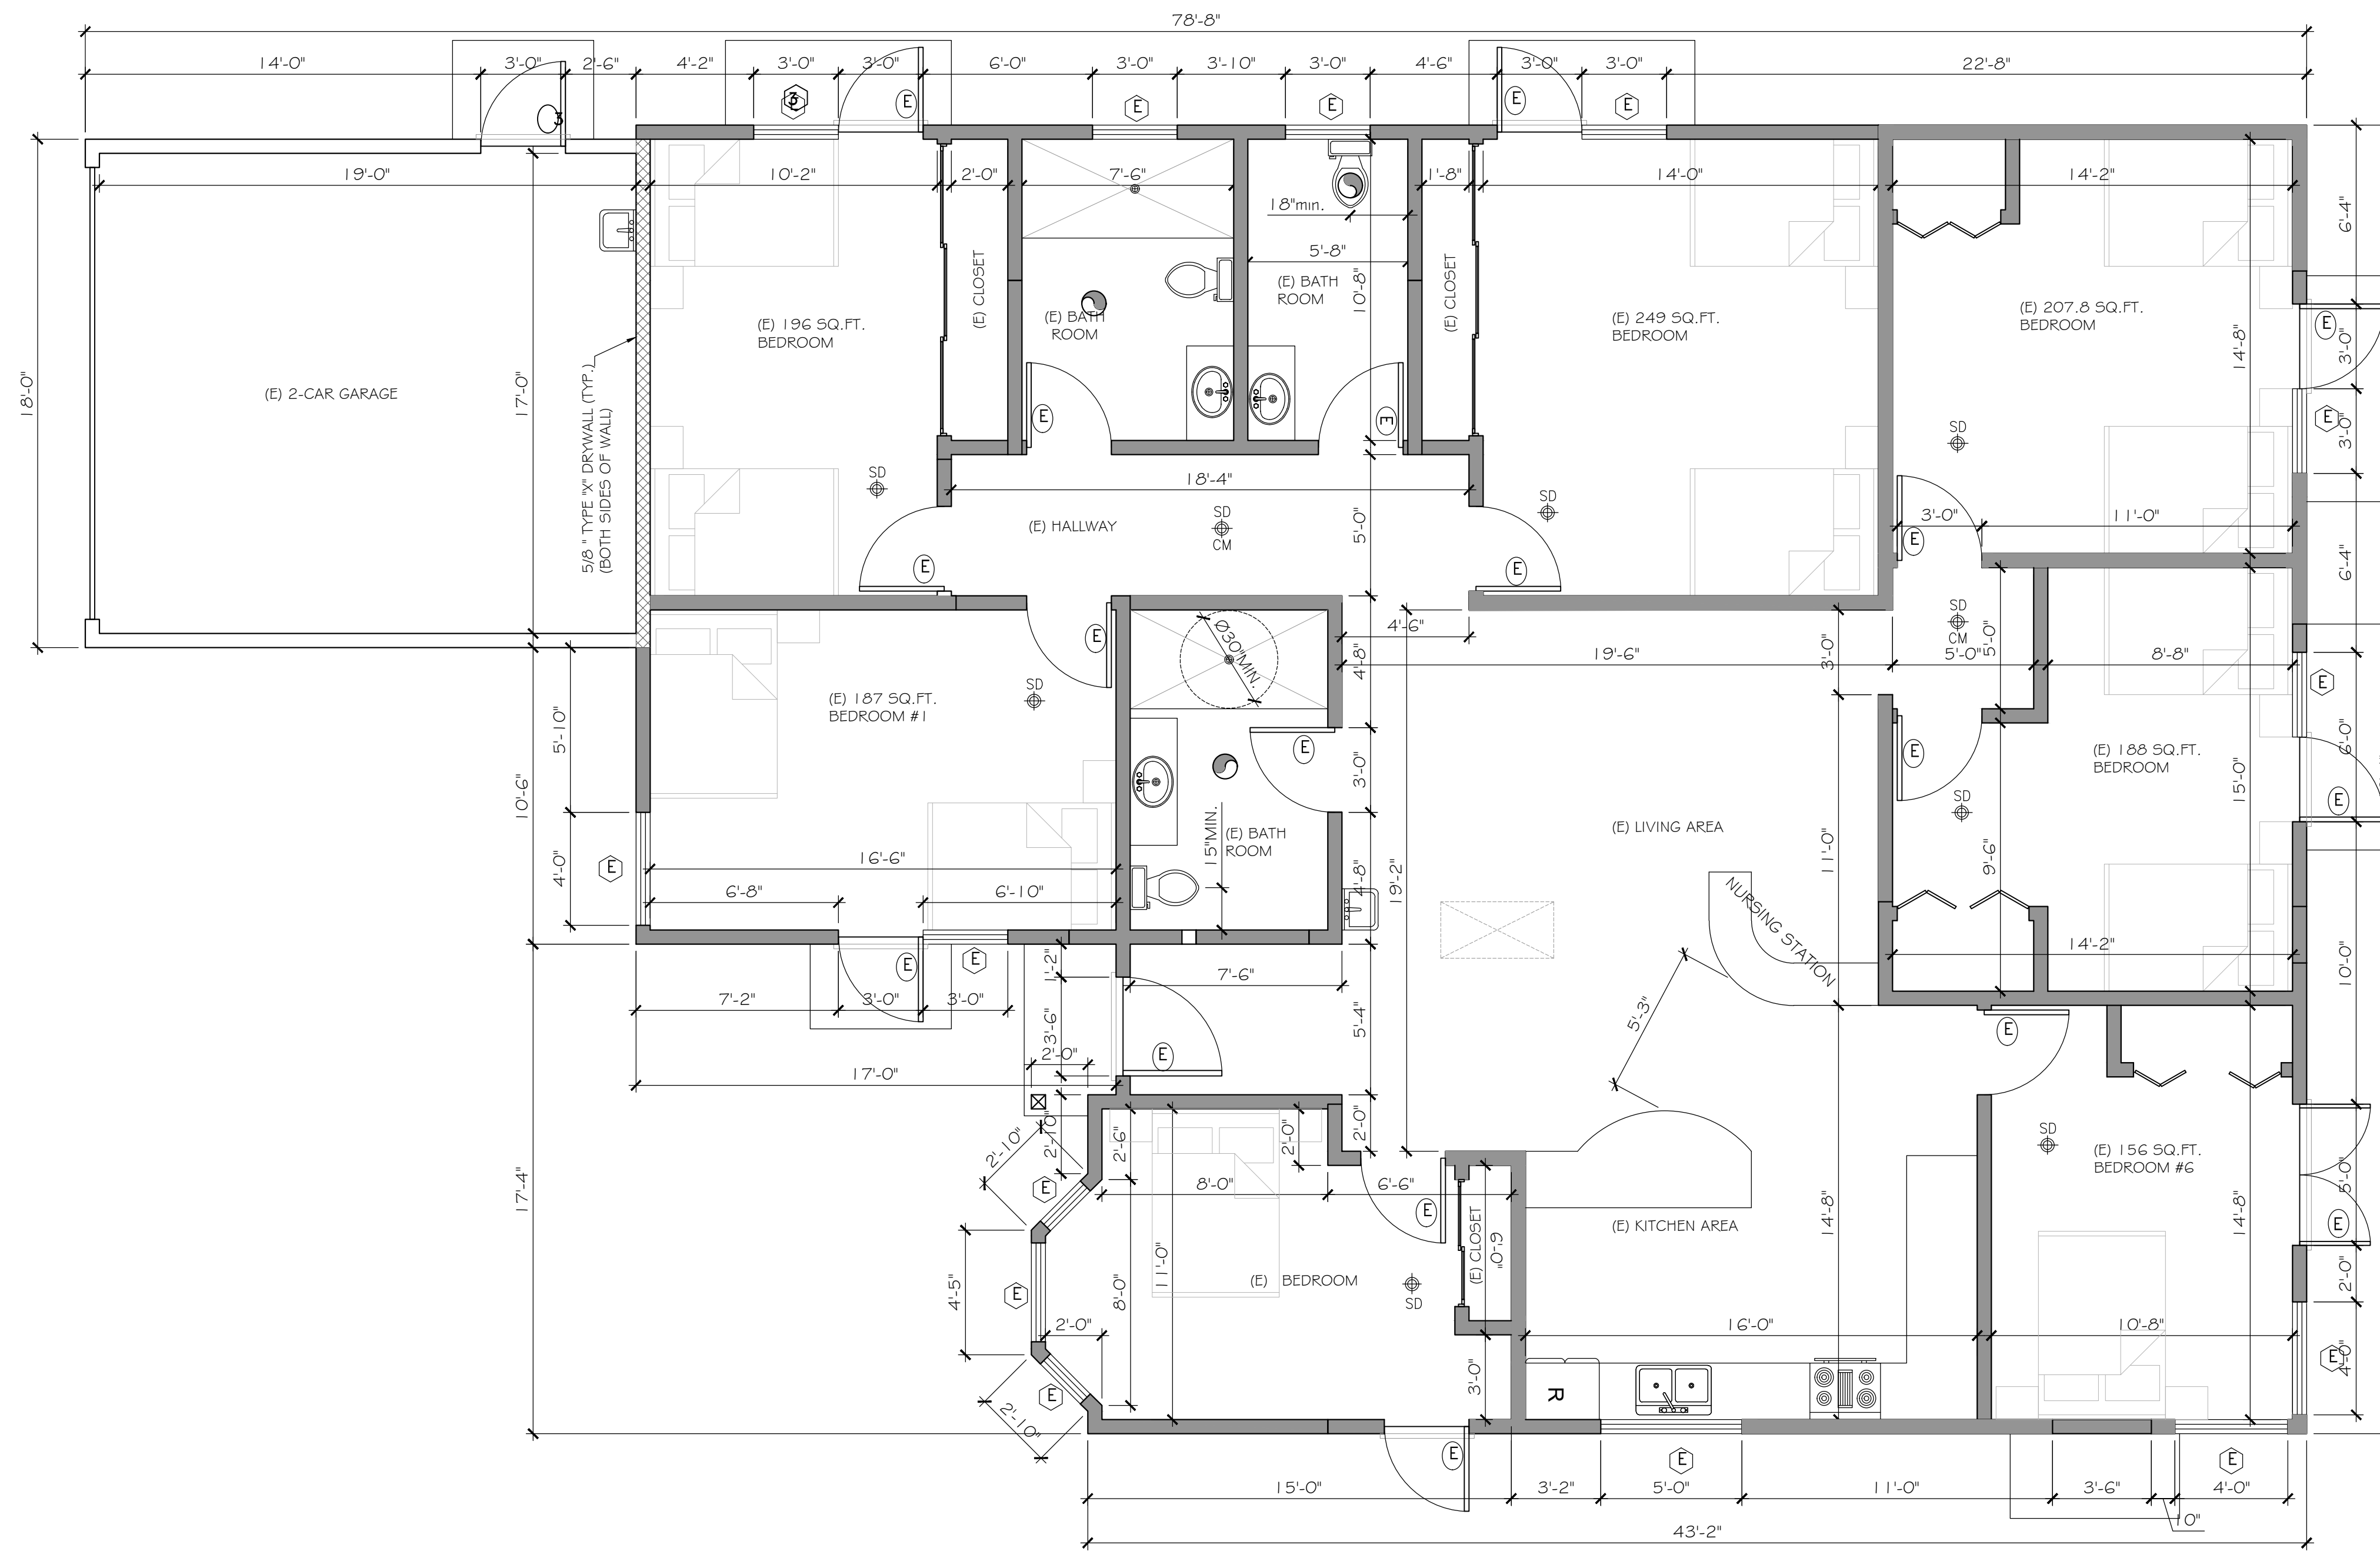 78'-8"
14'-0" 3'-0" 2'-6" 4'-2" 3'-0" 3'-0" 6'-0" 3'-0" 3'-10" 3'-0" 4'-6" 3'-0" 3'-0" 22'-8"
3 E E E E E
3
19'-0" 10'-2" 2'-0" 7'-6" 1'-8" 14'-0" 14'-2"
18"min.
6'-4"
5'-8"
(E) CLOSET
(E) BATH
ROOM
10'-8"
(E) CLOSET
(E) BATH
ROOM
(E) 196 SQ.FT.
BEDROOM
(E) 249 SQ.FT.
BEDROOM
(E) 207.8 SQ.FT.
BEDROOM
E
3'-0"
14'-8"
18'-0"
(E) 2-CAR GARAGE
17'-0"
5/8 " TYPE "X" DRYWALL (TYP.)
(BOTH SIDES OF WALL)
E E E
3'-0"
SD
SD
18'-4"
SD
SD
CM
(E) HALLWAY
5'-0"
3'-0" 11'-0"
E
E E
6'-4"
SD
CM
E
Ø30"MIN.
4'-6"
4'-8"
19'-6"
3'-0"
5'-0"
5'-0"
8'-8"
E
SD
(E) 187 SQ.FT.
BEDROOM #1
5'-10"
10'-6"
E
3'-0"
E
(E) 188 SQ.FT.
BEDROOM
6'-0"
15'-0"
SD
E
4'-0"
E
15"MIN.
(E) BATH
ROOM
(E) LIVING AREA
11'-0"
9'-6"
16'-6"
6'-8" 6'-10"
4'-8"
19'-2"
NURSING STATION
14'-2"
10'-0"
E E
1'-2"
7'-6"
7'-2" 3'-0" 3'-0"
3'-6"
5'-4"
5'-3"
E
E
2'-0"
17'-0"
2'-10"
2'-10"
2'-6"
2'-0"
2'-0"
SD
(E) 156 SQ.FT.
BEDROOM #6
5'-0"
17'-4"
E
8'-0" 6'-6"
E
(E) KITCHEN AREA
14'-8"
14'-8"
E
11'-0"
(E) CLOSET
6'-0"
4'-5"
E
8'-0"
(E) BEDROOM
SD
2'-0"
2'-0"
16'-0" 10'-8"
E
4'-0"
3'-0"
R
E
2'-10"
E
E E
15'-0" 3'-2" 5'-0" 11'-0" 3'-6" 4'-0"
10"
43'-2"